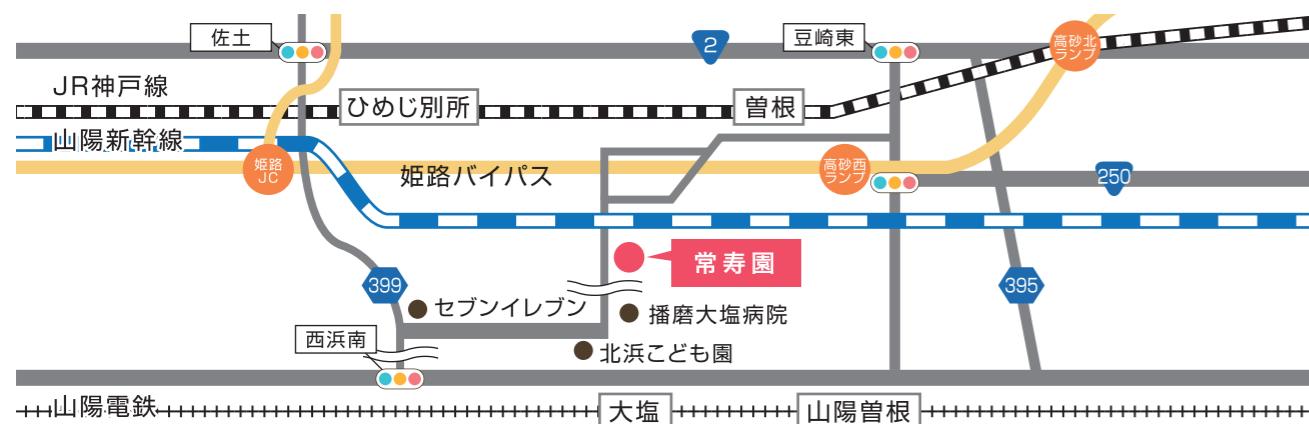 佐土
2
豆崎東
高砂北
ランプ
JR神戸線
ひめじ別所
曽根
山陽新幹線
姫路
JC
姫路バイパス
高砂西
ランプ
250
常寿園
399
395
セブンイレブン
播磨大塩病院
西浜南
北浜こども園
山陽電鉄
大塩
山陽曽根